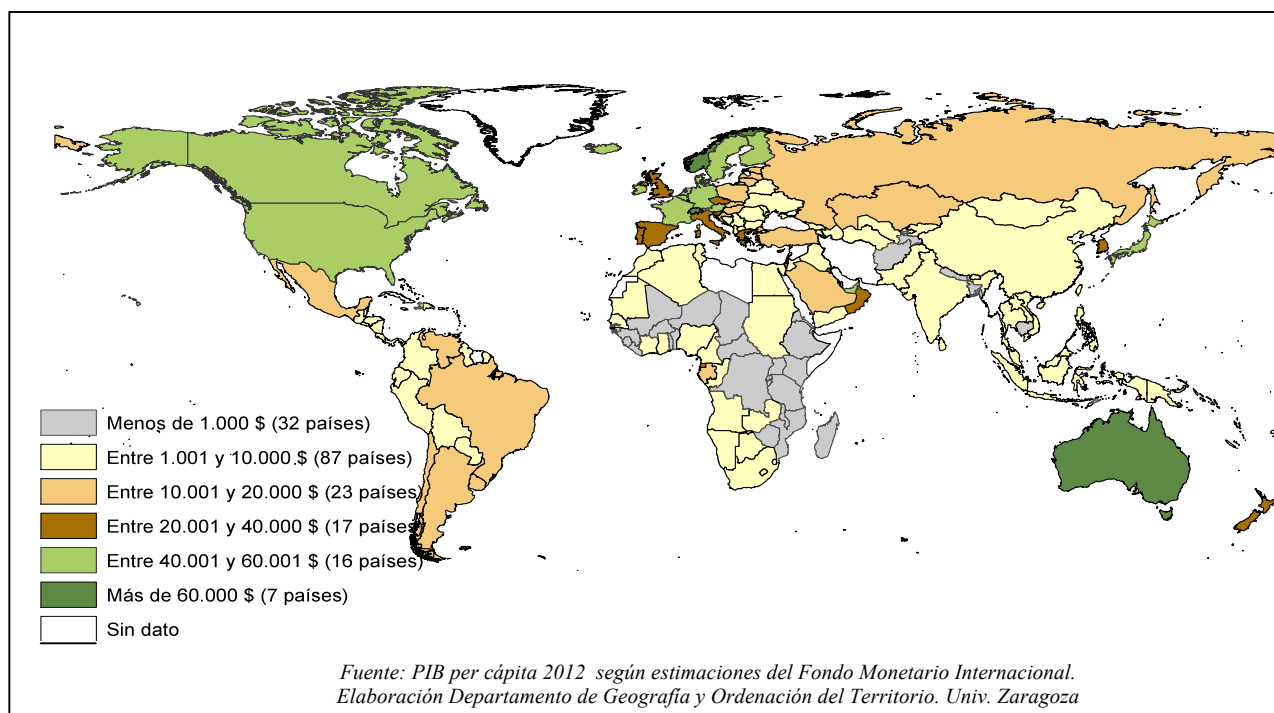 Menos de 1.000 $ (32 países)
Entre 1.001 y 10.000 $ (87 países)
Entre 10.001 y 20.000 $ (23 países)
Entre 20.001 y 40.000 $ (17 países)
Entre 40.001 y 60.001 $ (16 países)
Más de 60.000 $ (7 países)
Sin dato
Fuente: PIB per cápita 2012 según estimaciones del Fondo Monetario Internacional.
Elaboración Departamento de Geografía y Ordenación del Territorio. Univ. Zaragoza